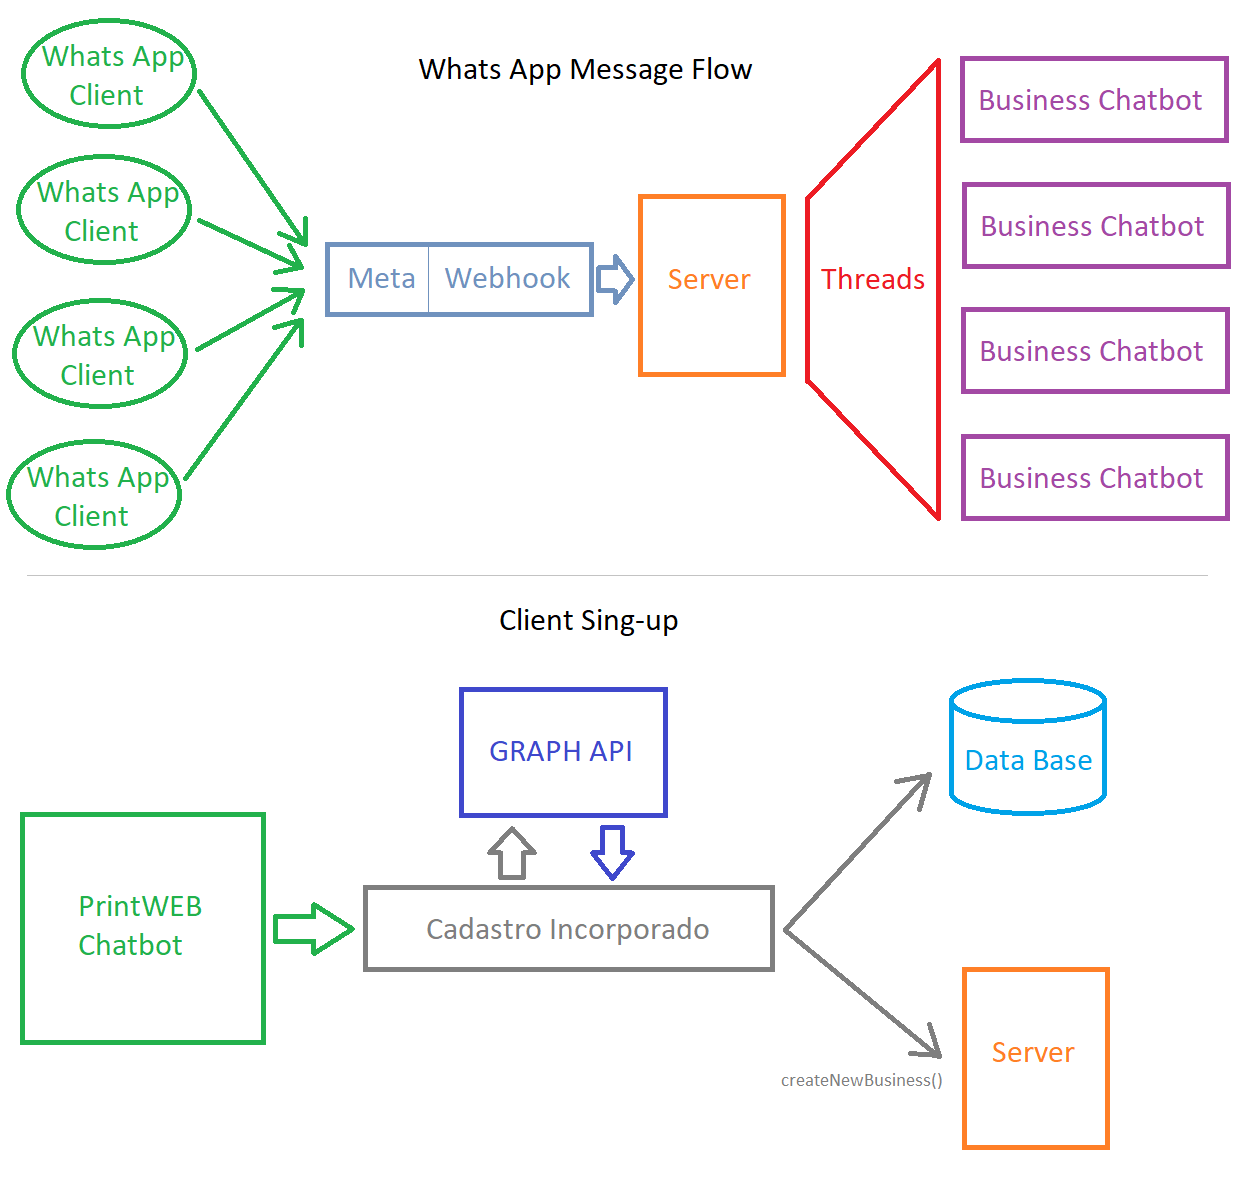 Whats App Message Flow
Whats App
Client
Whats App
Client
Whats App
Client
Whats App
Client
Meta
Webhook
Server
Threads
Business Chatbot
Business Chatbot
Business Chatbot
Business Chatbot
Client Sing-up
GRAPH API
PrintWEB
Chatbot
Cadastro Incorporado
Data Base
createNewBusiness()
Server